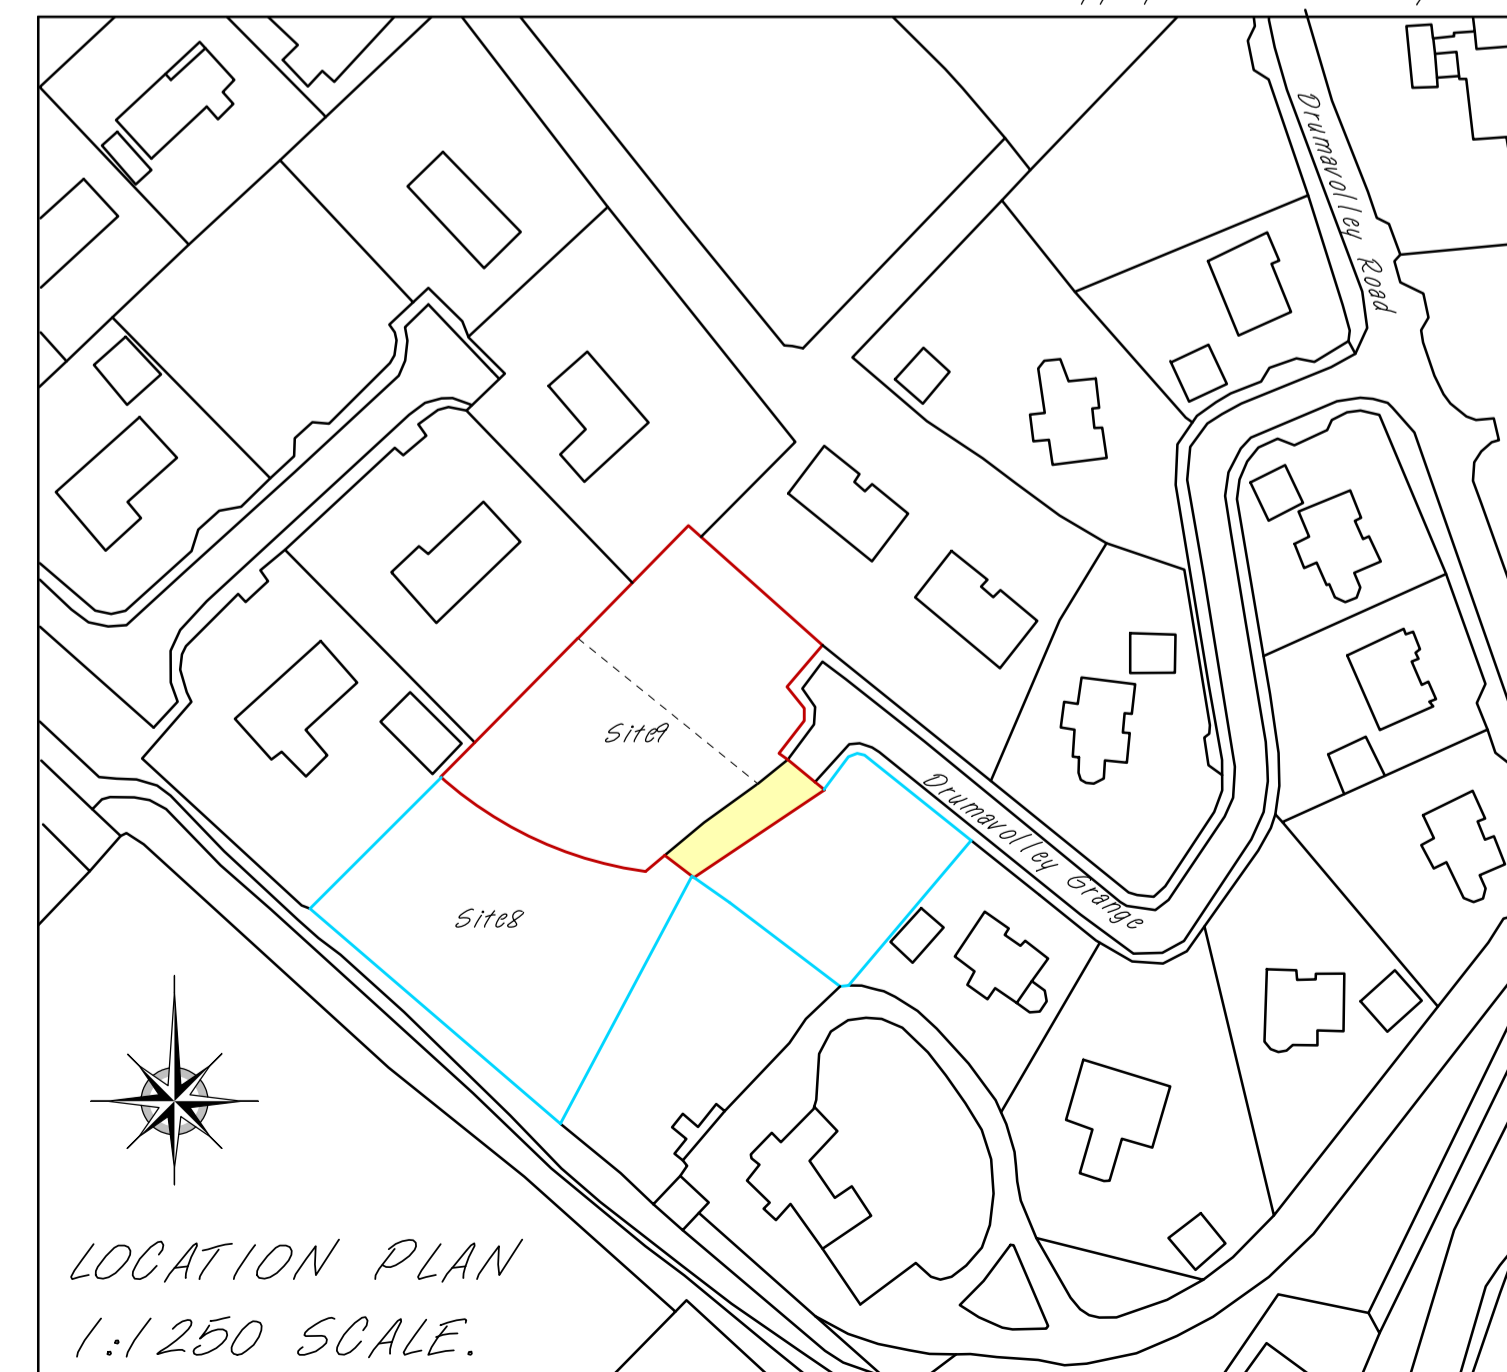 Drumavolley Road
Site9
Drumavolley Grange
Site8
LOCATION PLAN
1:1250 SCALE.